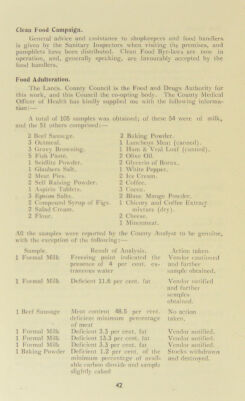 Clean Food Campaign.
General advice and assistance to shopkeepers and food handlers
is given by the Sanitary Inspectors when visiting the premises, and
pamphlets have been distributed. Clean Food Bye-laws are now in
operation, and, generally speaking, are favourably accepted by the
food handlers.
Food Adulteration.
The Lancs. County Council is the Food and Drugs Authority for
this work, and this Council the co-opting body. The County Medical
Officer of Health has kindly supplied me with the following informa-
tion:—
A total of 105 samples was obtained; of these 54 were of milk,
and the 51 others comprised:—
2 Beef Sausage.
3 Oatmeal.
3 Gravy Browning.
5 Fish Paste.
1 Seidlitz Powder.
1 Glaubers Salt.
2 Meat Pies.
3 Self Raising Powder.
1 Aspirin Tablets.
3 Epsom Salts.
2 Compound Syrup of Figs.
2 Salad Cream.
2 Flour.
2 Baking Powder.
1 Luncheon Meat (canned).
1 Ham & Veal Loaf (canned).
2 Olive Oil.
2 Glycerin of Borax.
1 White Pepper.
2 Ice Cream.
2 Coffee.
3 Cocoa.
2 Blanc Mange Powder.
1 Chicory and Coffee Extract
mixture (dry).
2 Cheese.
1 Mincemeat.
All the samples were reported by the County Analyst to be genuine,
with the exception of the following:—
Sample. Result of Analysis. Action taken.
1 Formal Milk Freezing point indicated the Vendor cautioned
presence of 4 per cent. ex- and further
traneous water sample obtained.
1 Formal Milk Deficient 11.6 per cent. fat Vendor notified
and further
samples
obtained.
1 Beef Sausage Meat content 48.5 per cent. No action
deficient minimum percentage taken.
of meat
1 Formal Milk Deficient 3.3 per cent. fat Vendor notified.
1 Formal Milk Deficient 13.3 per cent. fat Vendor notified.
1 Formal Milk Deficient 3.3 per cent. fat Vendor notified.
1 Baking Powder Deficient 1.2 per cent. of the Stocks withdrawn
minimum percentage of avail- and destroyed.
able carbon dioxide and sample
slightly caked
42